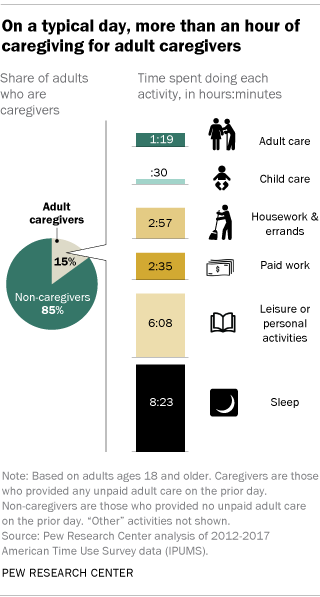 On a typical day, more than an hour of
caregiving for adult caregivers
Share of adults
who are
caregivers
Time spent doing each
activity, in hours:minutes
Adult
caregivers
15%
Non-caregivers
85%
1:19
Adult care
:30
Child care
2:57
Housework &
errands
2:35
Paid work
$
6:08
Leisure or
personal
activities
8:23
Sleep
Note: Based on adults ages 18 and older. Caregivers are those
who provided any unpaid adult care on the prior day.
Non-caregivers are those who provided no unpaid adult care
on the prior day. “Other” activities not shown.
Source: Pew Research Center analysis of 2012-2017
American Time Use Survey data (IPUMS).
PEW RESEARCH CENTER